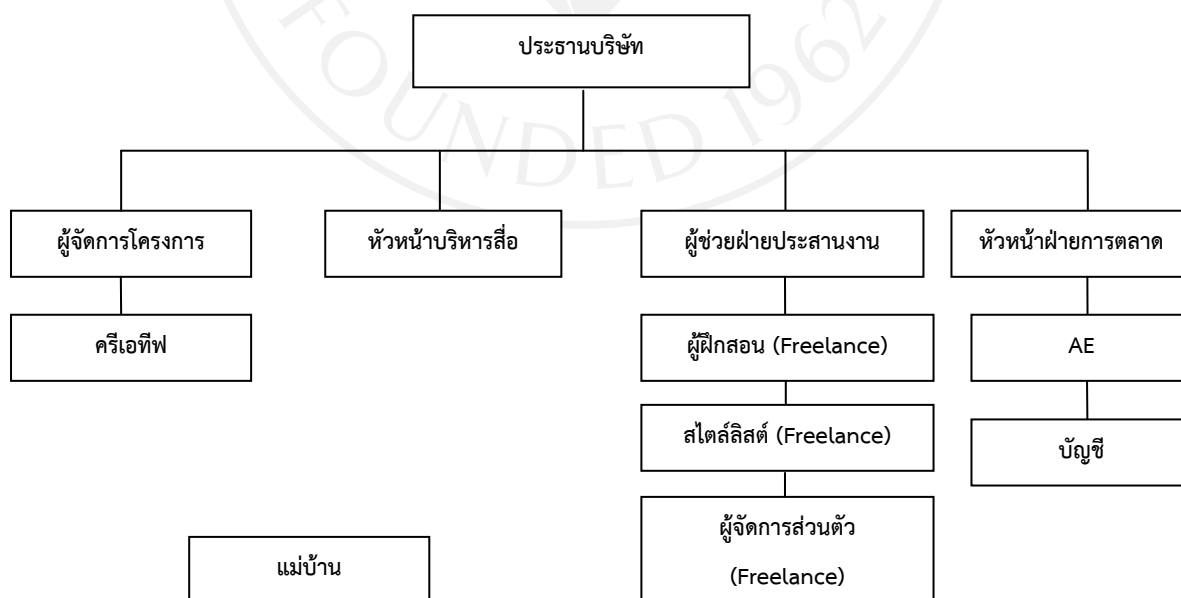 ประธานบริษัท
FOUNDED 1962
ผู้จัดการโครงการ
หัวหน้าบริหารสื่อ
ผู้ช่วยฝ่ายประสานงาน
หัวหน้าฝ่ายการตลาด
ครีเอทีฟ
ผู้ฝึกสอน (Freelance)
AE
สไตล์ลิสต์ (Freelance)
บัญชี
ผู้จัดการส่วนตัว
(Freelance)
แม่บ้าน